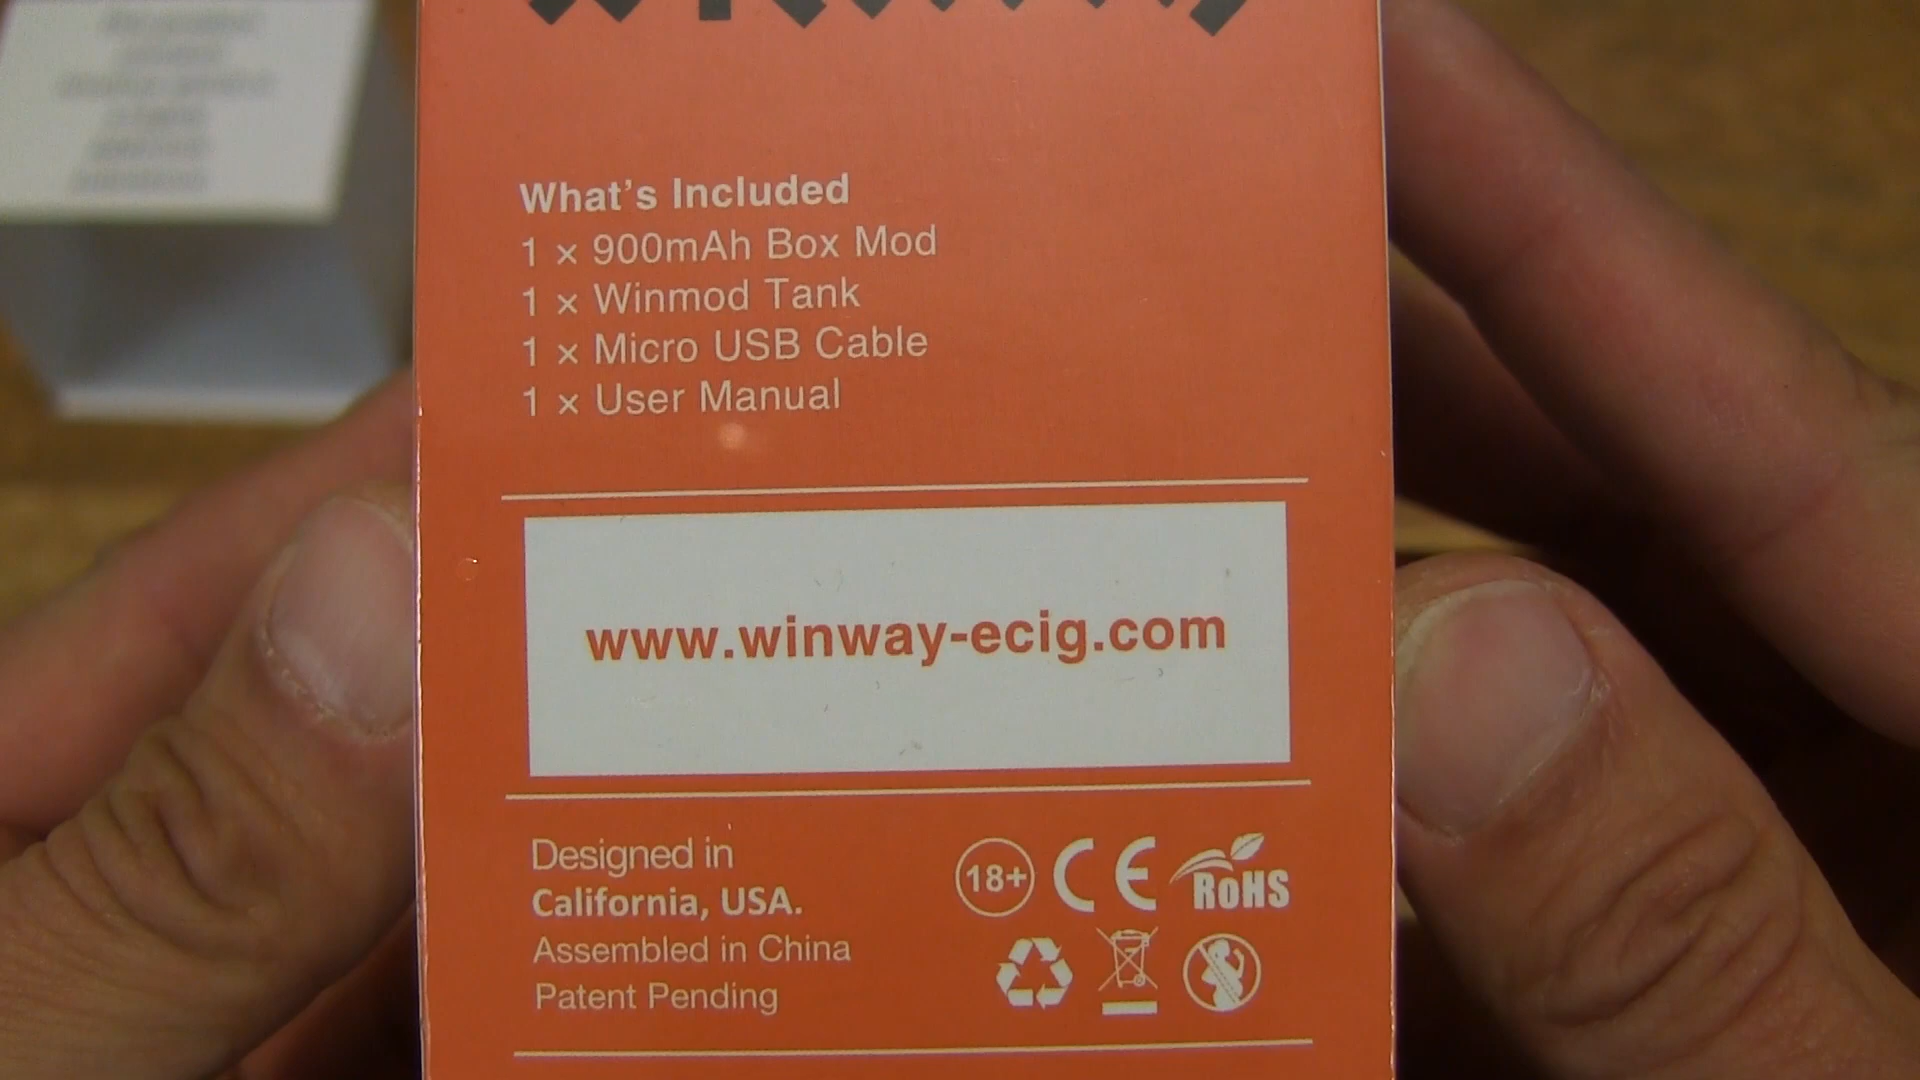 What's Included
1 x 900mAh Box Mod
1 x Winmod Tank
1 x Micro USB Cable
1 x User Manual
www.winway-ecig.com
Designed in
California, USA.
Assembled in China
Patent Pending
18+ CE RoHS